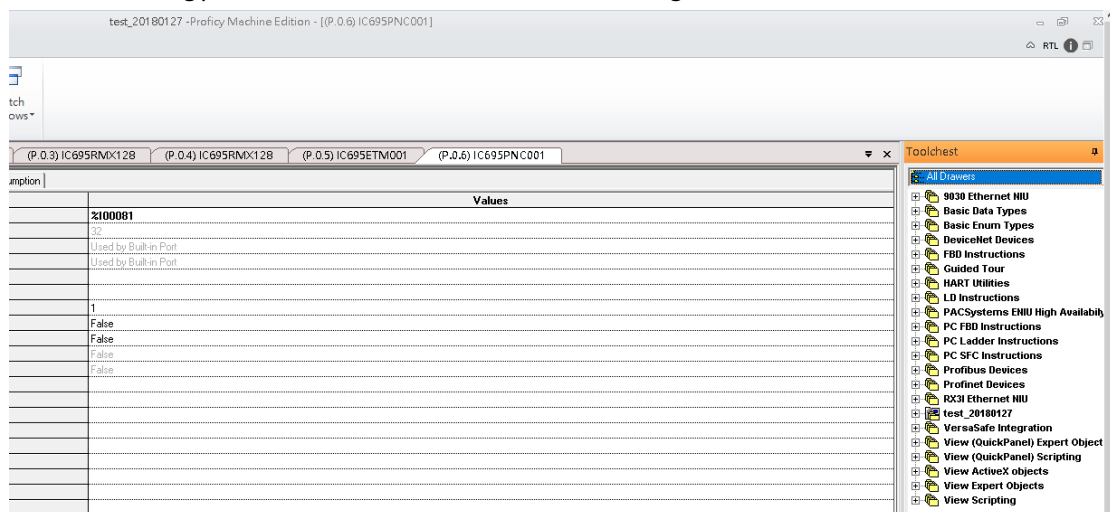 test_20180127 -Proficy Machine Edition - [(P.0.6) IC695PNC001]
RTL
tch
ows
(P.0.3) IC695RMX128 (P.0.4) IC695RMX128 (P.0.5) IC695ETM001 (P.0.6) IC695PNC001
Toolchest
umption
All Drawers
Values
%I00081
32
Used by Built-in Port
Used by Built-in Port
1
False
False
False
False
9030 Ethernet NIU
Basic Data Types
Basic Enum Types
DeviceNet Devices
FBD Instructions
Guided Tour
HART Utilities
LD Instructions
PACSystems ENIU High Availabili
PC FBD Instructions
PC Ladder Instructions
PC SFC Instructions
Profibus Devices
Profinet Devices
RX3I Ethernet NIU
test_20180127
VersaSafe Integration
View (QuickPanel) Expert Object
View (QuickPanel) Scripting
View ActiveX objects
View Expert Objects
View Scripting